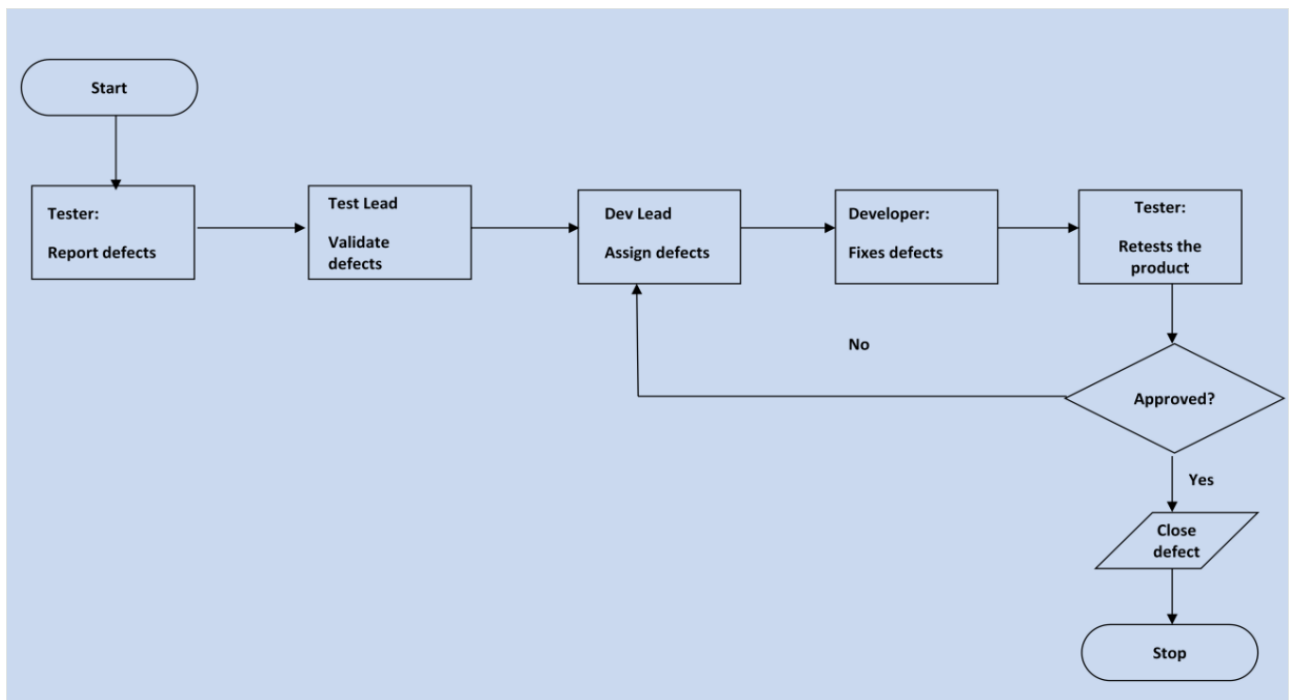 Start
Tester:
Report defects
Test Lead
Validate
defects
Dev Lead
Assign defects
Developer:
Fixes defects
Tester:
Retests the
product
No
Approved?
Yes
Close
defect
Stop